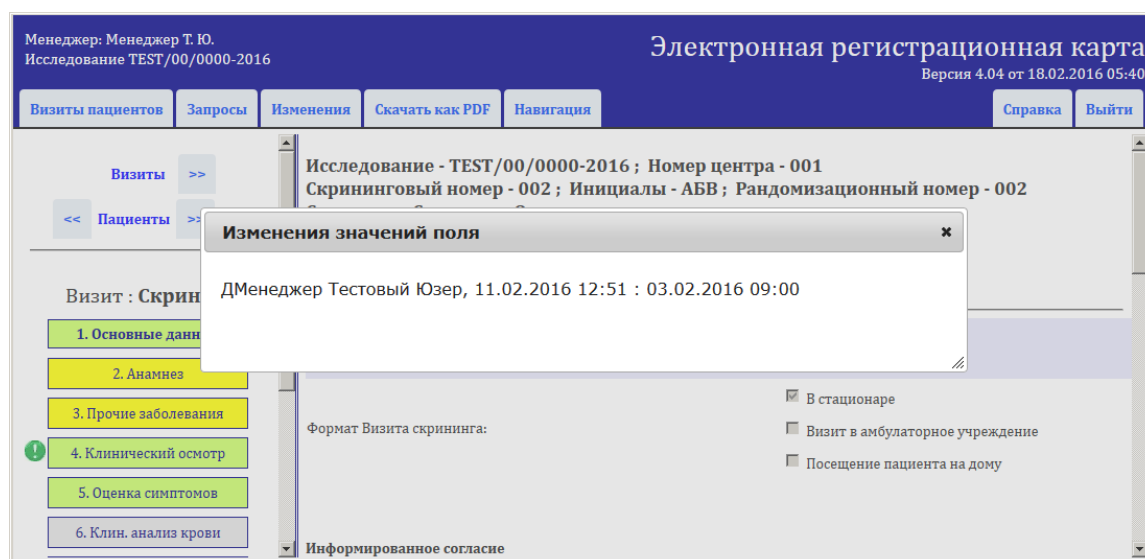 Менеджер: Менеджер Т. Ю.
Исследование TEST/00/0000-2016
Электронная регистрационная карта
Версия 4.04 от 18.02.2016 05:40
Визиты пациентов Запросы Изменения Скачать как PDF Навигация Справка Выйти
Визиты >>
<< Пациенты >>
Исследование - TEST/00/0000-2016 ; Номер центра - 001
Скрининговый номер - 002 ; Инициалы - АБВ ; Рандомизационный номер - 002
Изменения значений поля
ДМенеджер Тестовый Юзер, 11.02.2016 12:51 : 03.02.2016 09:00
Визит : Скрин
1. Основные данн
2. Анамнез
3. Прочие заболевания
4. Клинический осмотр
5. Оценка симптомов
6. Клин. анализ крови
Формат Визита скрининга:
В стационаре
Визит в амбулаторное учреждение
Посещение пациента на дому
Информированное согласие